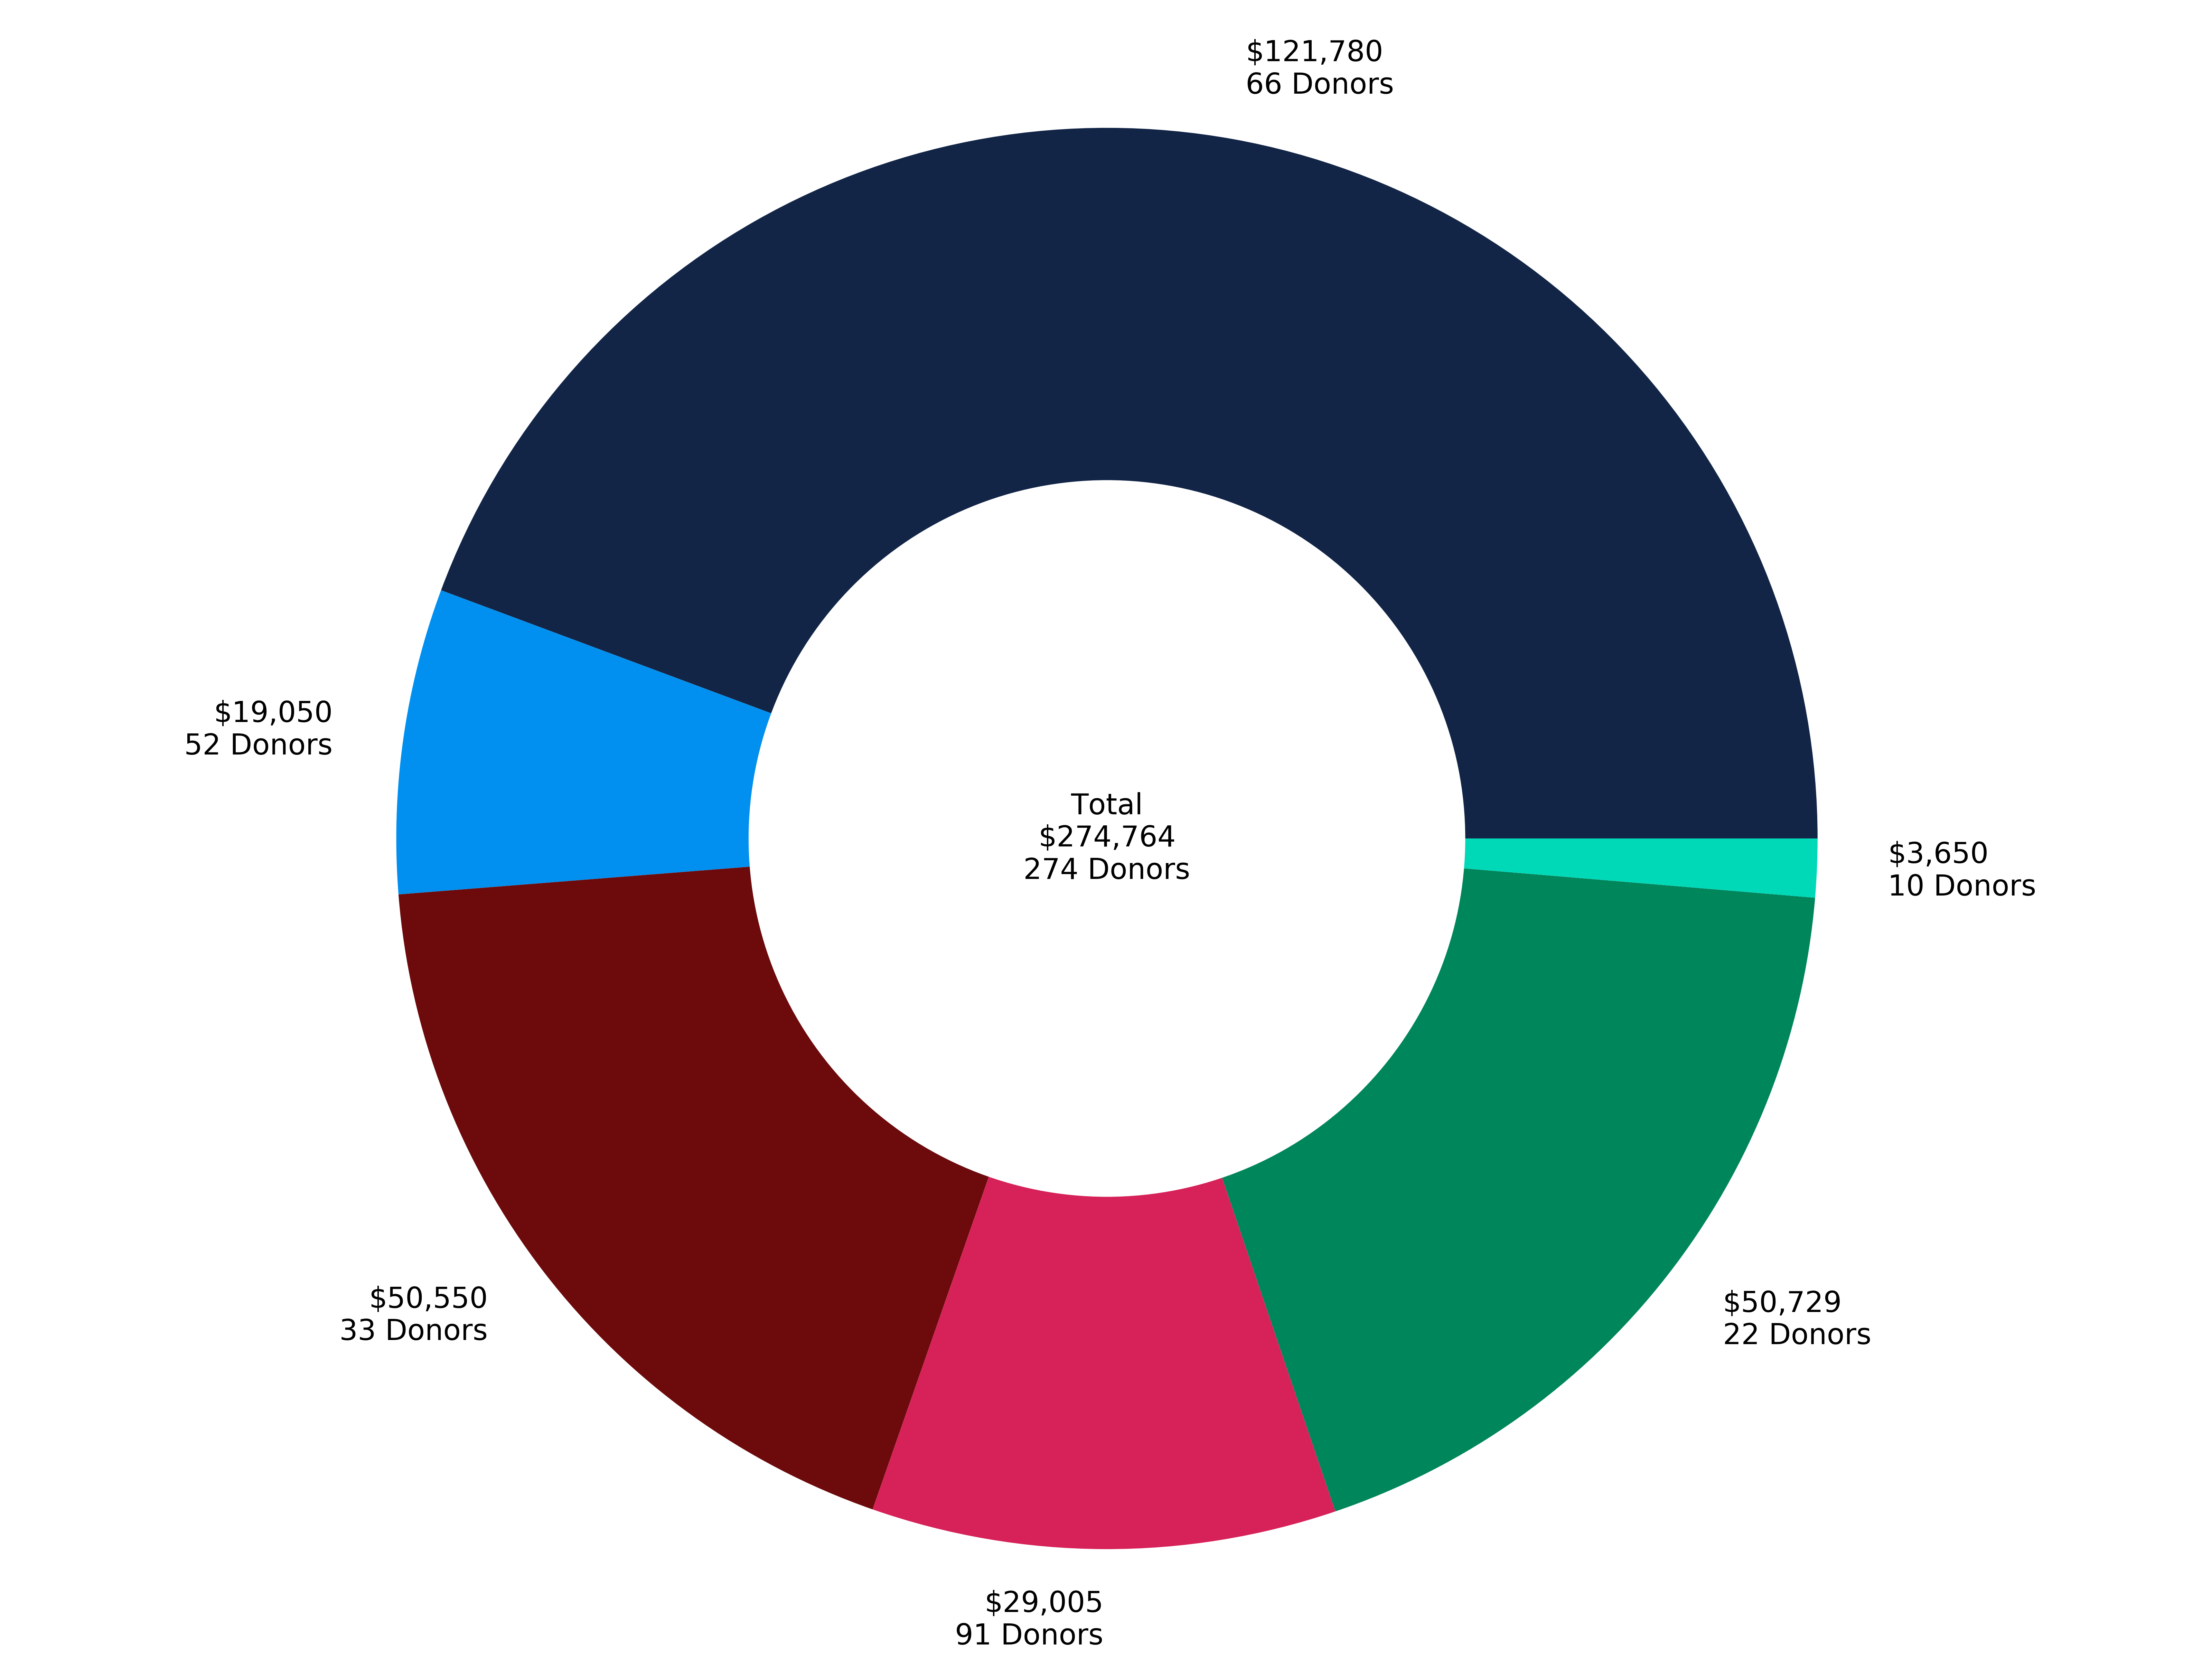 $121,780
66 Donors
$19,050
52 Donors
Total
$274,764
274 Donors
$3,650
10 Donors
$50,550
33 Donors
$50,729
22 Donors
$29,005
91 Donors